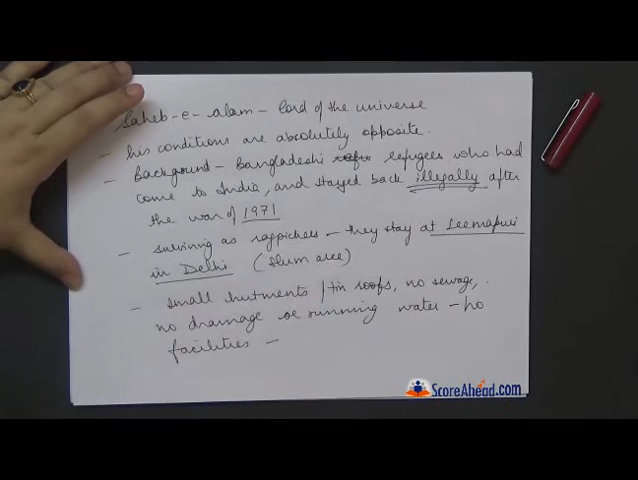 Saheb-e-alam - Lord of the universe
- his conditions are absolutely opposite.
- Background - Bangladeshi refugees who had
come to India, and stayed back illegally after
the war of 1971
- surviving as ragpickers - they stay at Seemapuri
in Delhi (slum area)
- small hutments / tin roofs, no sewage,
no drainage or running water - no
facilities -
ScoreAhead.com